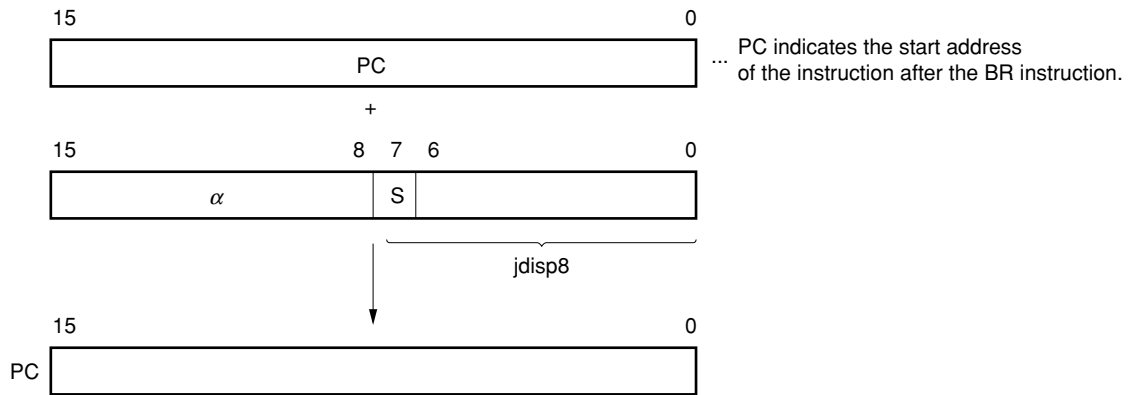 15 0
PC
... PC indicates the start address
of the instruction after the BR instruction.
+
15 8 7 6 0
α S
jdisp8
15 0
PC